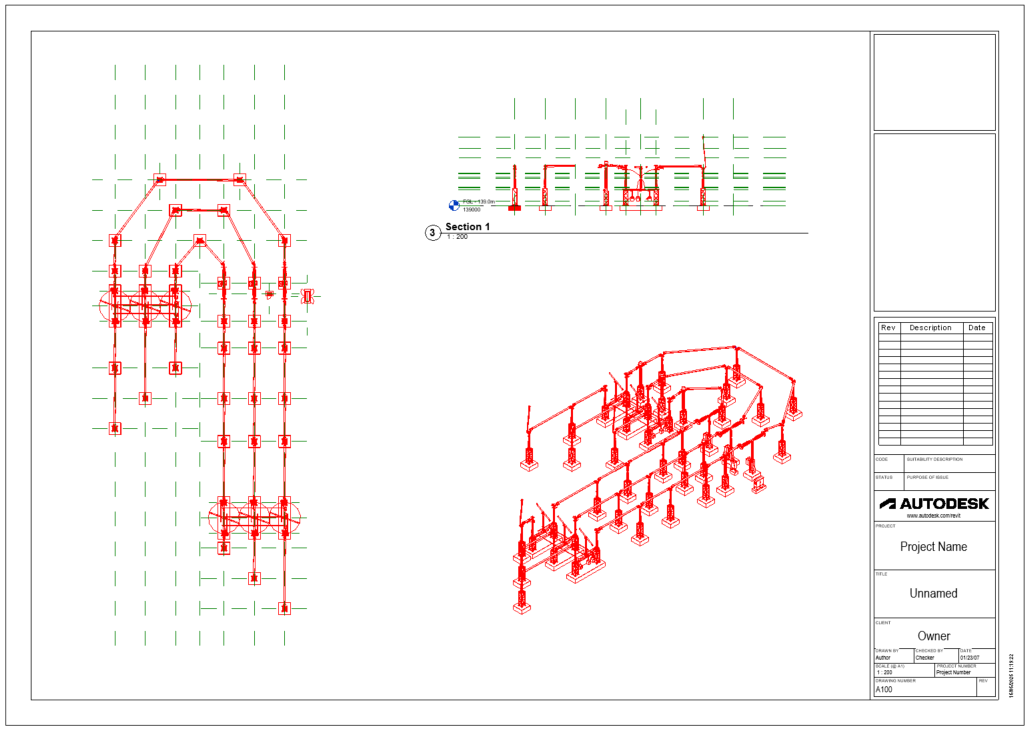 FGL - 139.0m
139000
3 Section 1
1 : 200
Rev Description Date
CODE SUITABILITY DESCRIPTION
STATUS PURPOSE OF ISSUE
AUTODESK
www.autodesk.com/revit
PROJECT
Project Name
TITLE
Unnamed
CLIENT
Owner
DRAWN BY CHECKED BY DATE
Author Checker 01/23/07
SCALE (@ A1) PROJECT NUMBER
1 : 200 Project Number
DRAWING NUMBER REV
A100